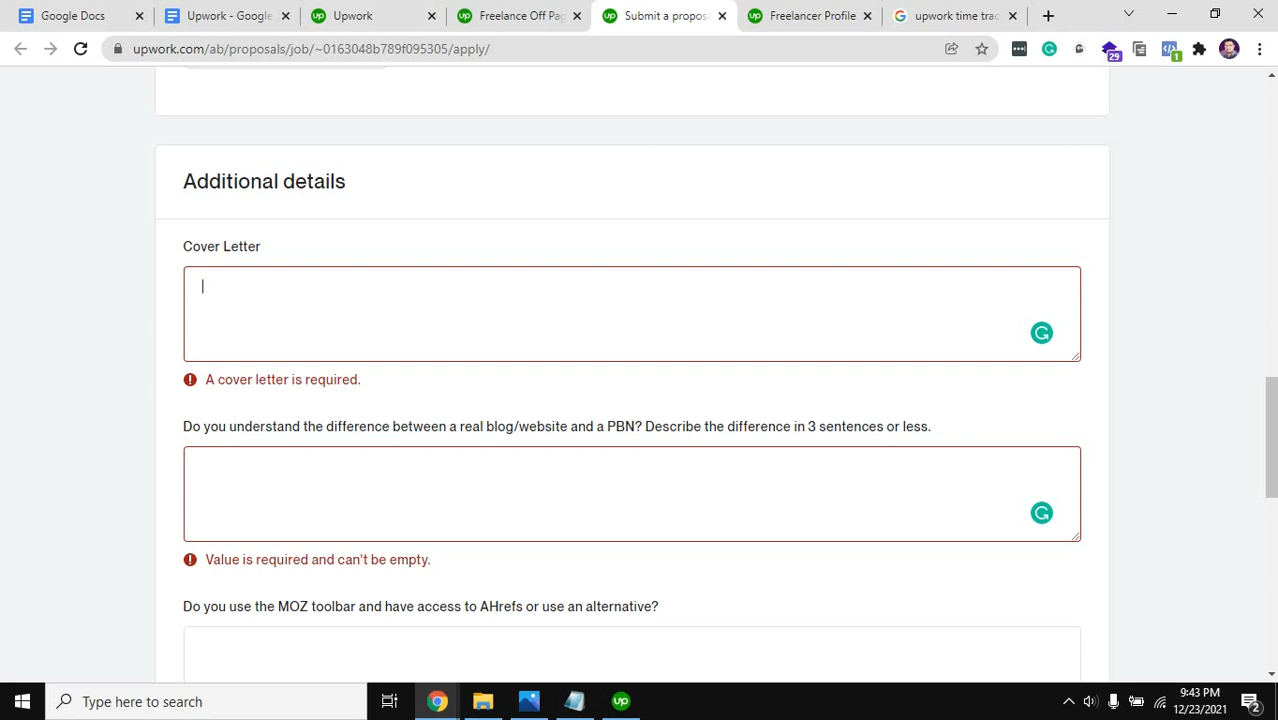 Google Docs
Upwork - Google
Upwork
Freelance Off Pag
Submit a propos
Freelancer Profile
upwork time trac
upwork.com/ab/proposals/job/~0163048b789f095305/apply/
29
1
Additional details
Cover Letter
A cover letter is required.
Do you understand the difference between a real blog/website and a PBN? Describe the difference in 3 sentences or less.
Value is required and can't be empty.
Do you use the MOZ toolbar and have access to AHrefs or use an alternative?
Type here to search
9:43 PM
12/23/2021
2